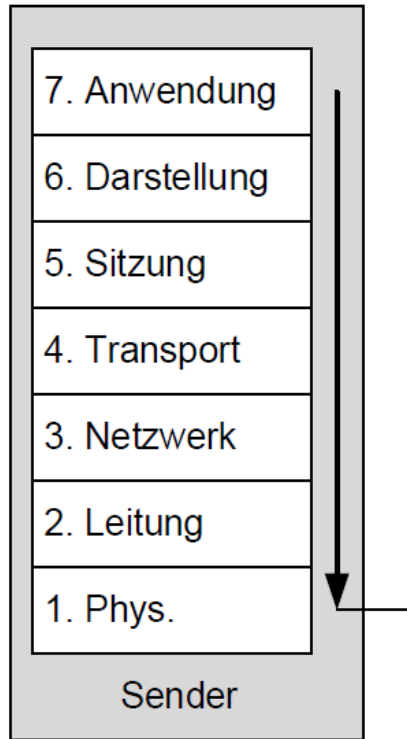 7. Anwendung
6. Darstellung
5. Sitzung
4. Transport
3. Netzwerk
2. Leitung
1. Phys.
Sender